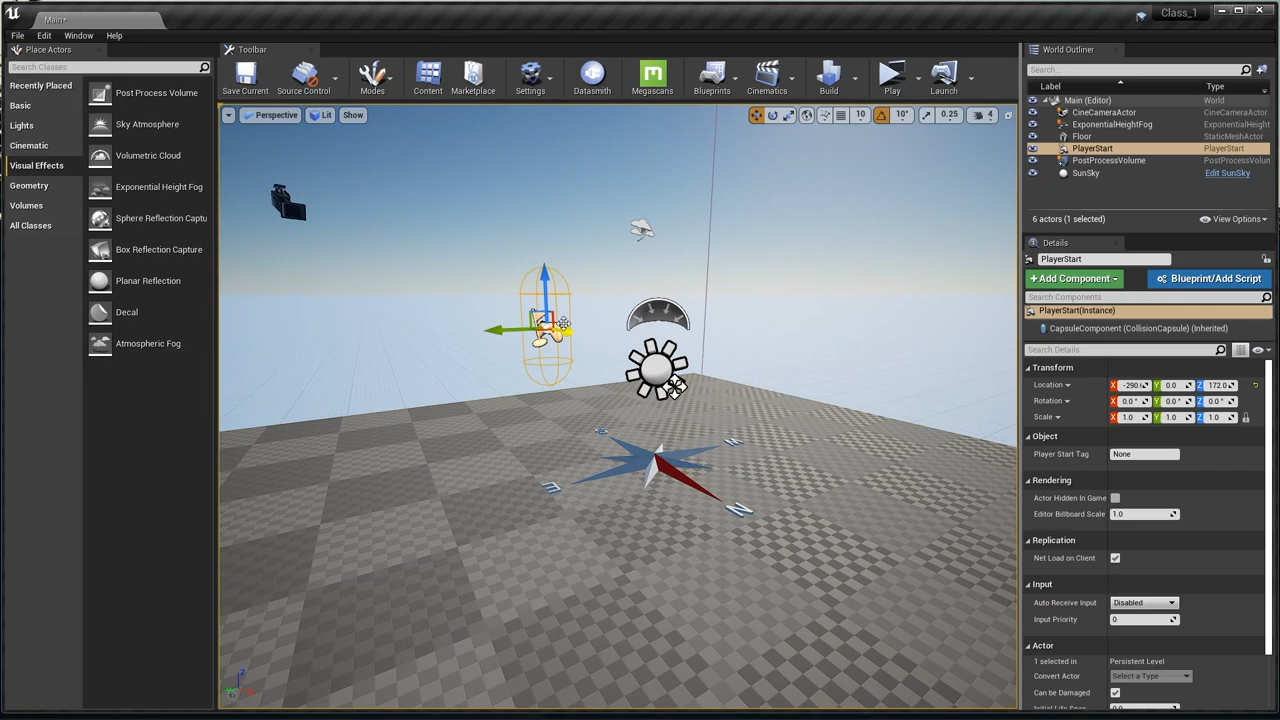 Main*
Class_1
File Edit Window Help
Place Actors
Search Classes
Recently Placed
Basic
Lights
Cinematic
Visual Effects
Geometry
Volumes
All Classes
Post Process Volume
Sky Atmosphere
Volumetric Cloud
Exponential Height Fog
Sphere Reflection Captu
Box Reflection Capture
Planar Reflection
Decal
Atmospheric Fog
Toolbar
Save Current Source Control Modes Content Marketplace Settings Datasmith Megascans Blueprints Cinematics Build Play Launch
Perspective Lit Show 10 10° 0.25 4
E
N
Z
World Outliner
Search...
Label Type
Main (Editor) World
CineCameraActor CineCameraActor
ExponentialHeightFog ExponentialHeight
Floor StaticMeshActor
PlayerStart PlayerStart
PostProcessVolume PostProcessVolun
SunSky Edit SunSky
6 actors (1 selected) View Options
Details
PlayerStart
+Add Component Blueprint/Add Script
Search Components
PlayerStart(Instance)
CapsuleComponent (CollisionCapsule) (Inherited)
Search Details
Transform
Location X Y 0.0 Z 172.0
Rotation X 0.0° Y 0.0° Z 0.0°
Scale X 1.0 Y 1.0 Z 1.0
Object
Player Start Tag None
Rendering
Actor Hidden In Game
Editor Billboard Scale 1.0
Replication
Net Load on Client
Input
Auto Receive Input Disabled
Input Priority 0
Actor
1 selected in Persistent Level
Convert Actor Select a Type
Can be Damaged